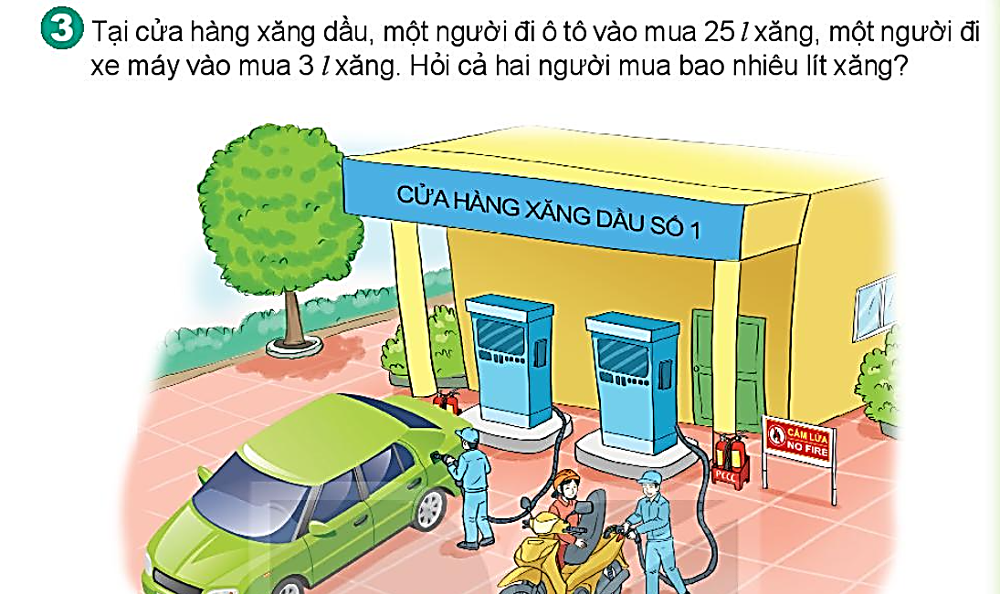 3 Tại cửa hàng xăng dầu, một người đi ô tô vào mua 25 l xăng, một người đi
xe máy vào mua 3 l xăng. Hỏi cả hai người mua bao nhiêu lít xăng?
CỬA HÀNG XĂNG DẦU SỐ 1
CẤM LỬA
NO FIRE
PCCC